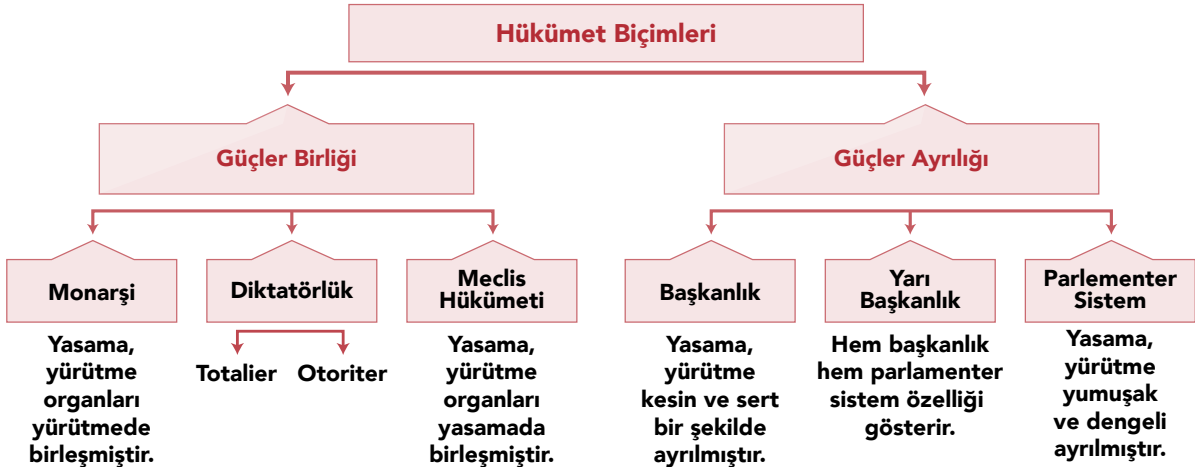 Hükümet Biçimleri
Güçler Birliği
Güçler Ayrılığı
Monarşi
Yasama,
yürütme
organları
yürütmede
birleşmiştir.
Diktatörlük
Totalier
Otoriter
Meclis
Hükümeti
Yasama,
yürütme
organları
yasamada
birleşmiştir.
Başkanlık
Yasama,
yürütme
kesin ve sert
bir şekilde
ayrılmıştır.
Yarı
Başkanlık
Hem başkanlık
hem parlamenter
sistem özelliği
gösterir.
Parlementer
Sistem
Yasama,
yürütme
yumuşak
ve dengeli
ayrılmıştır.